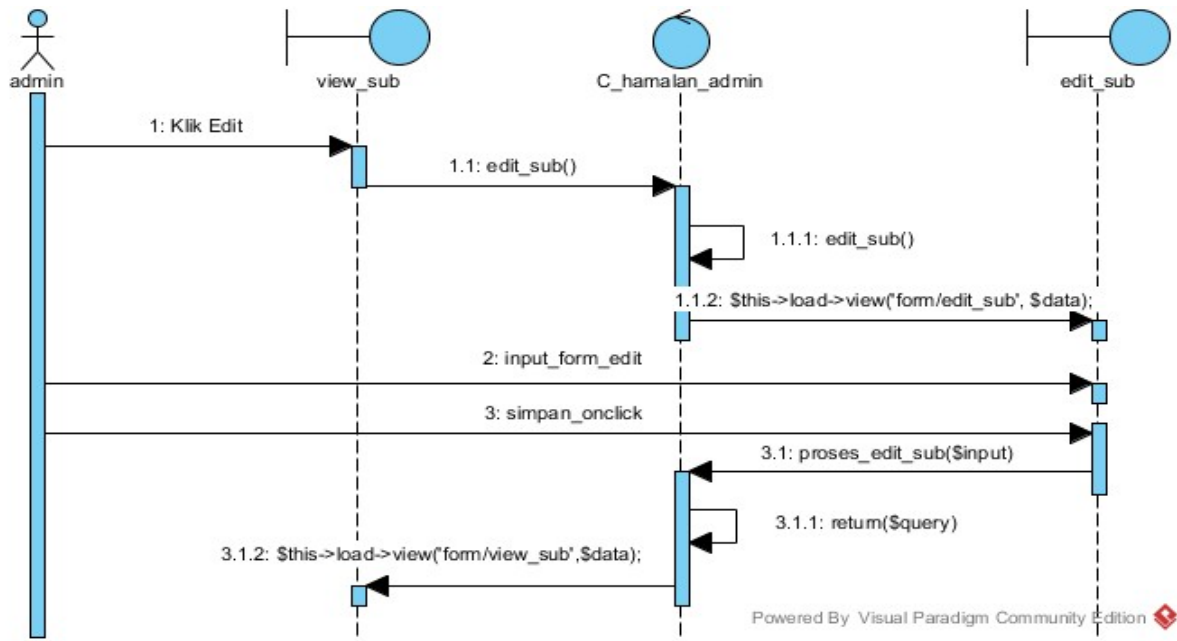 admin
view_sub
C_hamalan_admin
edit_sub
1: Klik Edit
1.1: edit_sub()
1.1.1: edit_sub()
1.1.2: $this->load->view('form/edit_sub', $data);
2: input_form_edit
3: simpan_onclick
3.1: proses_edit_sub($input)
3.1.1: return($query)
3.1.2: $this->load->view('form/view_sub',$data);
Powered By Visual Paradigm Community Edition